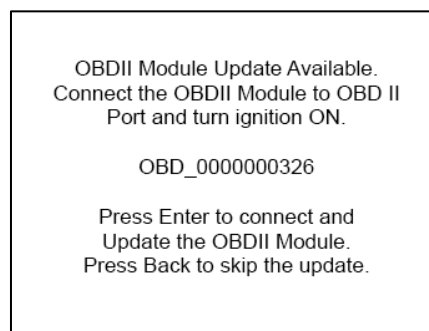 OBDII Module Update Available.
Connect the OBDII Module to OBD II
Port and turn ignition ON.
OBD_0000000326
Press Enter to connect and
Update the OBDII Module.
Press Back to skip the update.